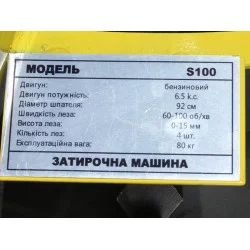 МОДЕЛЬ S100
Двигун: бензиновий
Двигун потужність: 6.5 k.c.
Діаметр шпателя: 92 см
Швидкість леза: 60-100 об/хв
Висота леза: 0-15 мм
Кількість леза: 4 шт.
Експлуатаційна вага: 80 кг
ЗАТИРОЧНА МАШИНА